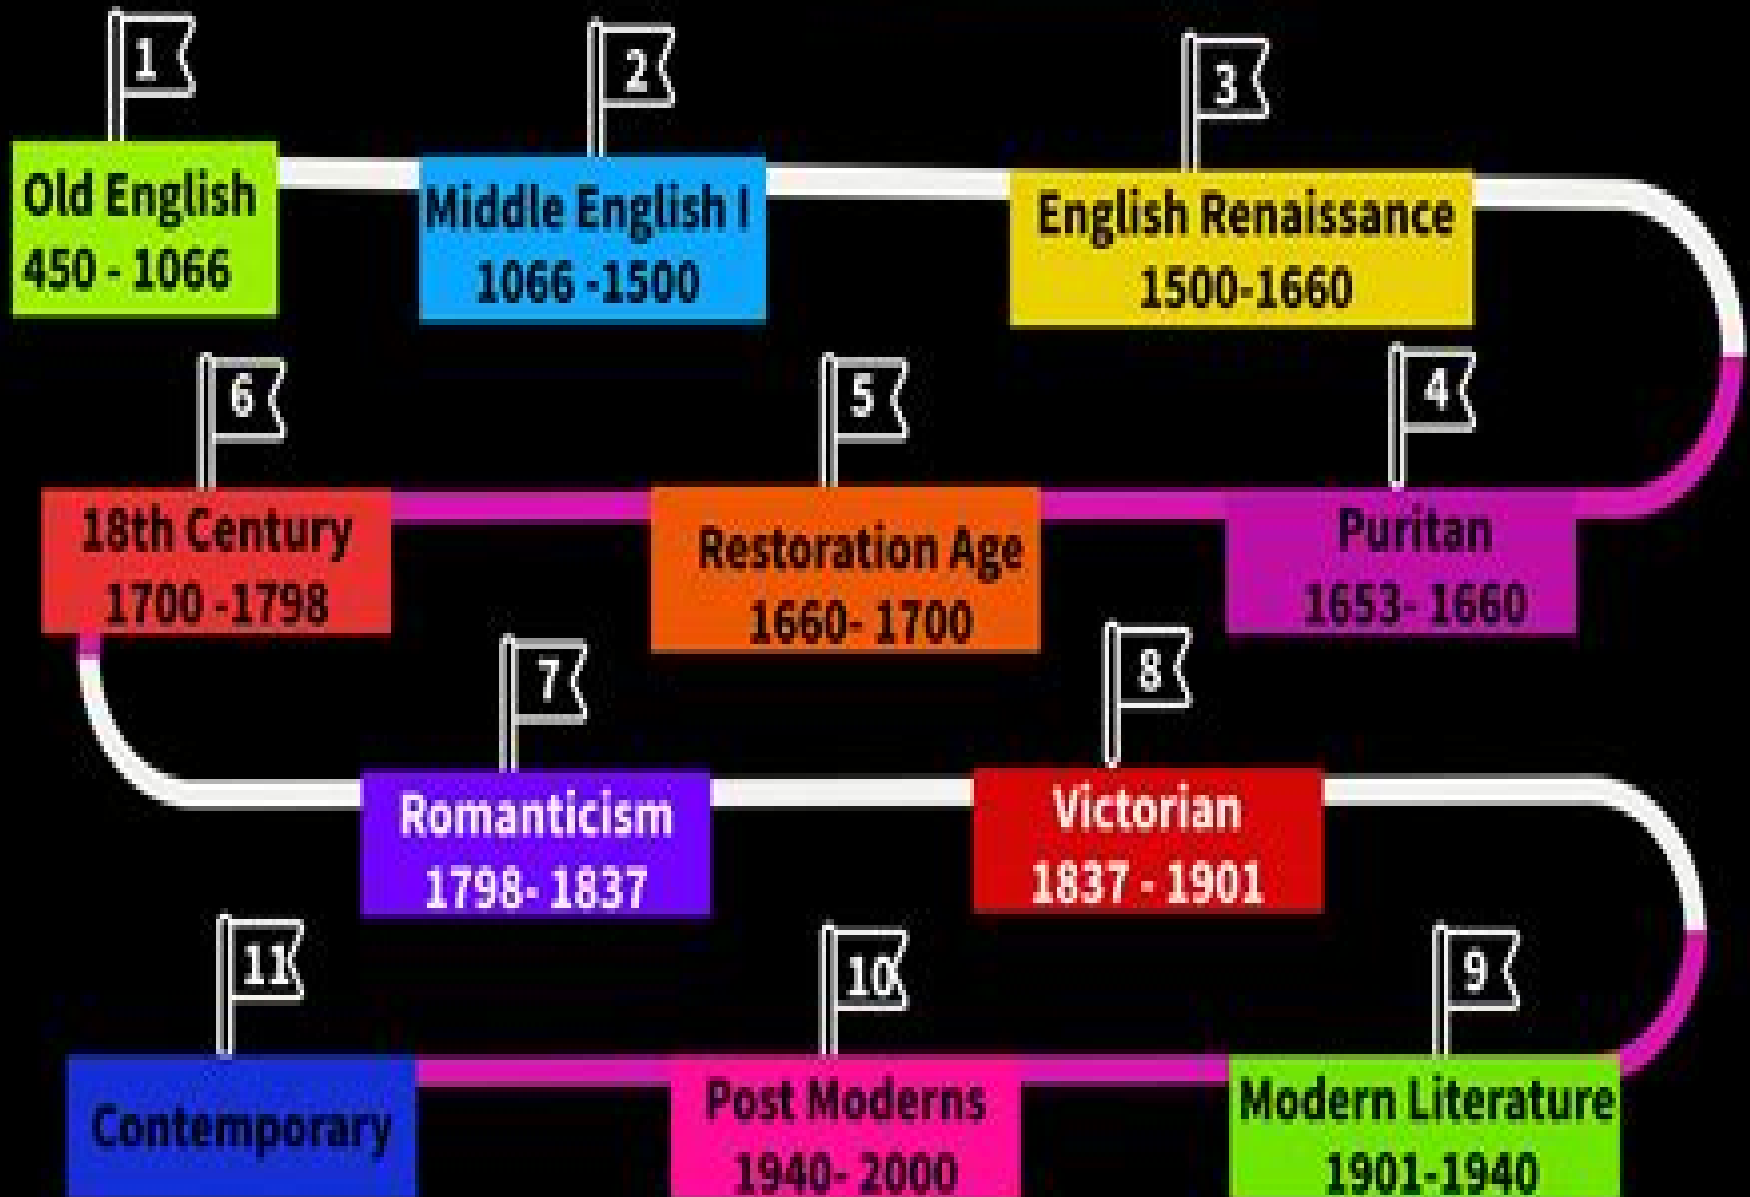 1
2
3
Old English
450 - 1066
Middle English I
1066 -1500
English Renaissance
1500-1660
4
5
6
Puritan
1653- 1660
Restoration Age
1660- 1700
18th Century
1700 -1798
7
8
Romanticism
1798- 1837
Victorian
1837 - 1901
9
10
11
Modern Literature
1901-1940
Post Moderns
1940- 2000
Contemporary